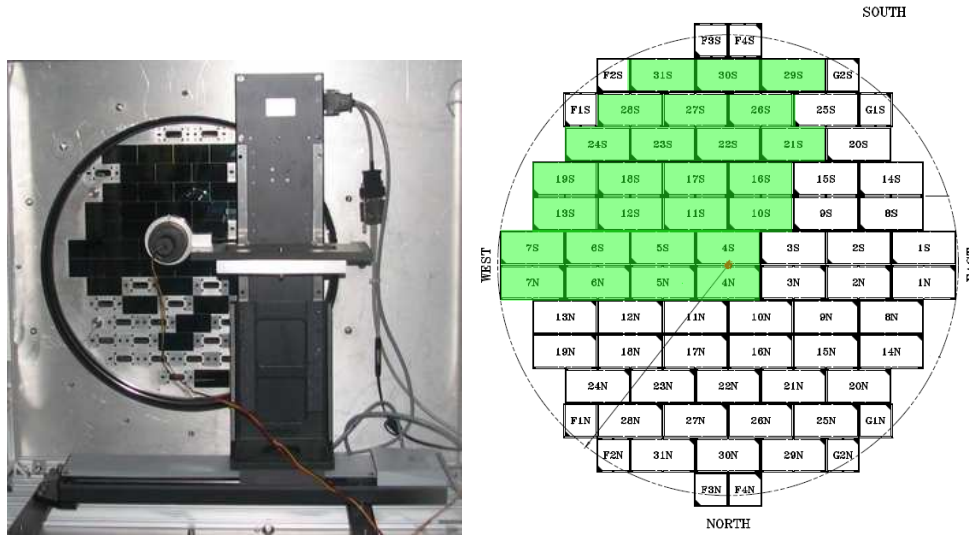 SOUTH
F3S F4S
F2S 31S 30S 29S G2S
F1S 28S 27S 26S 25S G1S
24S 23S 22S 21S 20S
19S 18S 17S 16S 15S 14S
13S 12S 11S 10S 9S 8S
7S 6S 5S 4S 3S 2S 1S
WEST
7N 6N 5N 4N 3N 2N 1N
13N 12N 11N 10N 9N 8N
19N 18N 17N 16N 15N 14N
24N 23N 22N 21N 20N
F1N 28N 27N 26N 25N G1N
F2N 31N 30N 29N G2N
F3N F4N
NORTH